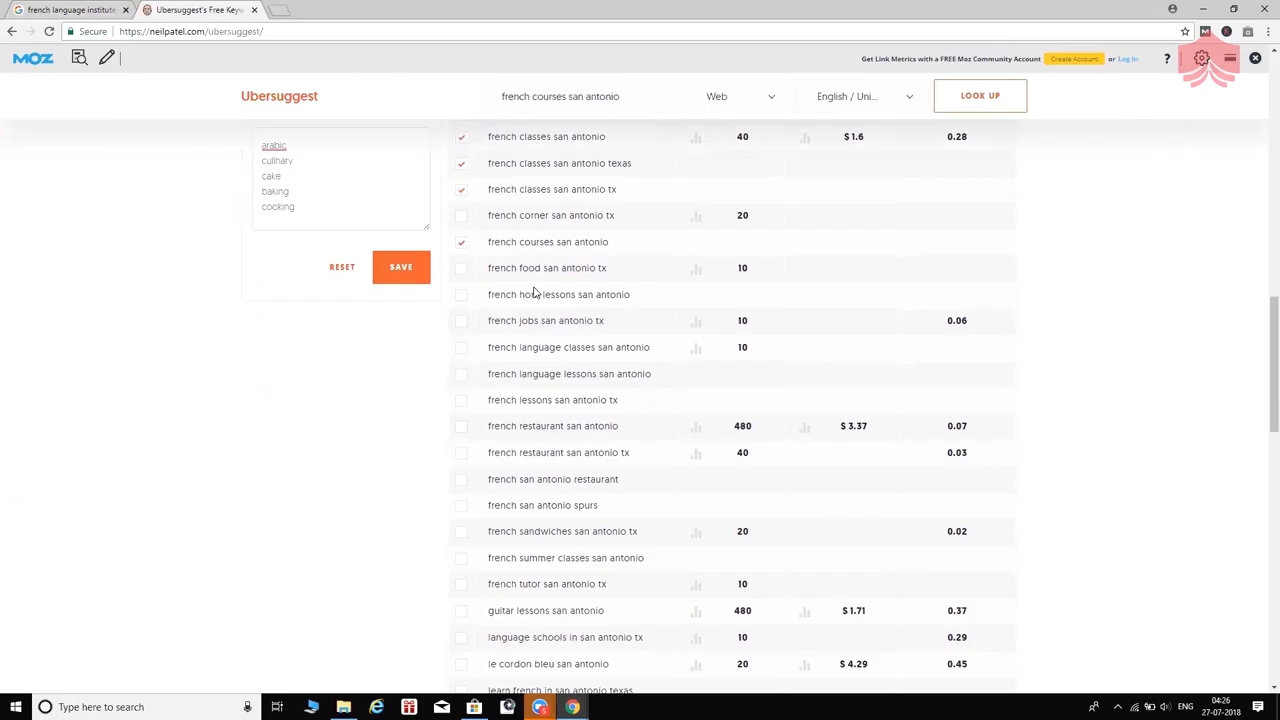 french language institute
Ubersuggest's Free Keyw
Secure
https://neilpatel.com/ubersuggest/
MOZ
Get Link Metrics with a FREE Moz Community Account
Create Account
or Log In
?
Ubersuggest
french courses san antonio
Web
English / Uni...
LOOK UP
arabic
culinary
cake
baking
cooking
RESET
SAVE
french classes san antonio 40 $ 1.6 0.28
french classes san antonio texas
french classes san antonio tx
french corner san antonio tx 20
french courses san antonio
french food san antonio tx 10
french lessons san antonio
french jobs san antonio tx 10 0.06
french language classes san antonio 10
french language lessons san antonio
french lessons san antonio tx
french restaurant san antonio 480 $ 3.37 0.07
french restaurant san antonio tx 40 0.03
french san antonio restaurant
french san antonio spurs
french sandwiches san antonio tx 20 0.02
french summer classes san antonio
french tutor san antonio tx 10
guitar lessons san antonio 480 $ 1.71 0.37
language schools in san antonio tx 10 0.29
le cordon bleu san antonio 20 $ 4.29 0.45
learn french in san antonio texas
Type here to search
ENG
04:26
27-07-2018